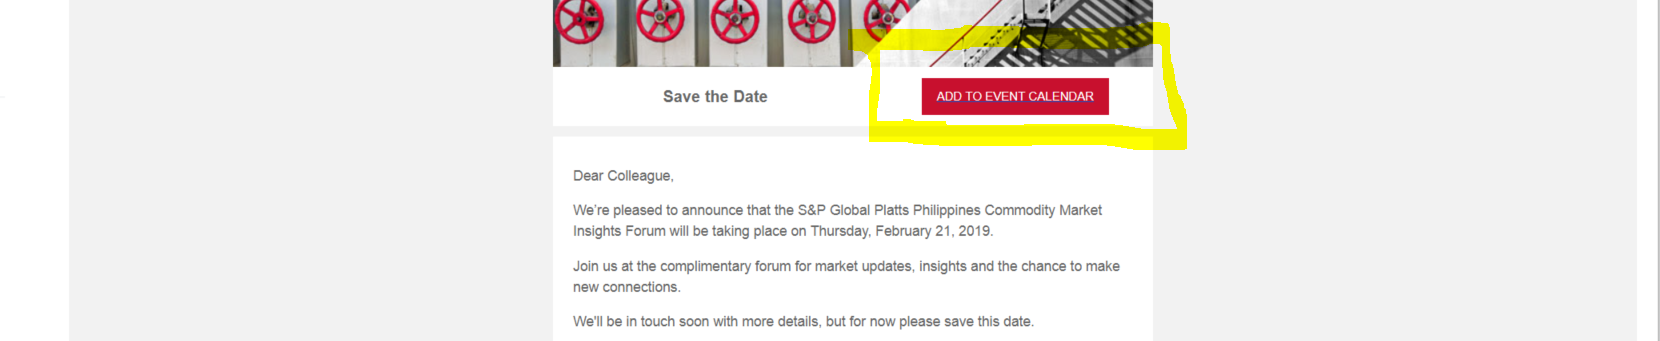 Save the Date
ADD TO EVENT CALENDAR
Dear Colleague,
We're pleased to announce that the S&P Global Platts Philippines Commodity Market
Insights Forum will be taking place on Thursday, February 21, 2019.
Join us at the complimentary forum for market updates, insights and the chance to make
new connections.
We'll be in touch soon with more details, but for now please save this date.